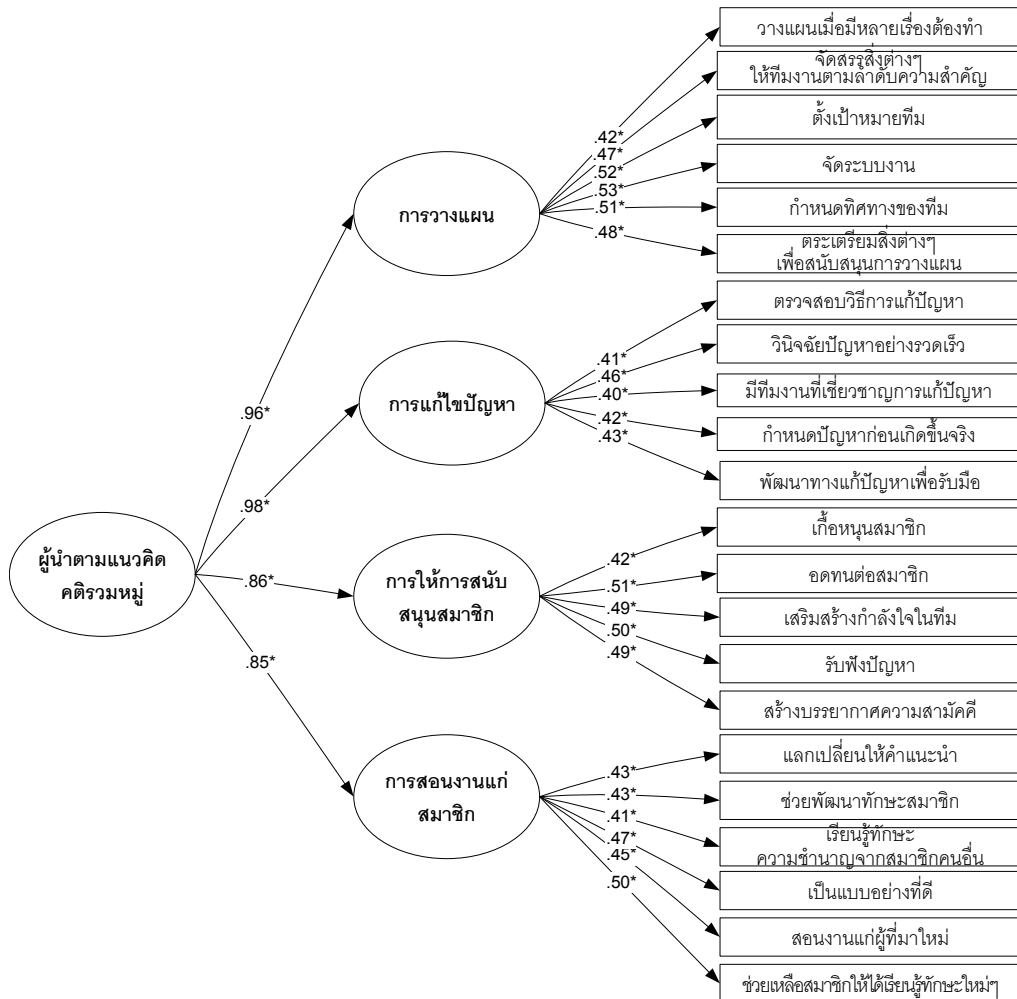 วางแผนเมื่อมีหลายเรื่องต้องทำ
จัดสรรสิ่งต่างๆ
ให้ทีมงานตามลำดับความสำคัญ
ตั้งเป้าหมายทีม
จัดระบบงาน
กำหนดทิศทางของทีม
ตระเตรียมสิ่งต่างๆ
เพื่อสนับสนุนการวางแผน
.42*
.47*
.52*
.53*
.51*
.48*
การวางแผน
ตรวจสอบวิธีการแก้ปัญหา
วินิจฉัยปัญหาอย่างรวดเร็ว
มีทีมงานที่เชี่ยวชาญการแก้ปัญหา
กำหนดปัญหาก่อนเกิดขึ้นจริง
พัฒนาทางแก้ปัญหาเพื่อรับมือ
.41*
.46*
.40*
.42*
.43*
การแก้ไขปัญหา
.96*
.98*
.86*
.85*
ผู้นำตามแนวคิด
คติรวมหมู่
เกื้อหนุนสมาชิก
อดทนต่อสมาชิก
เสริมสร้างกำลังใจในทีม
รับฟังปัญหา
สร้างบรรยากาศความสามัคคี
.42*
.51*
.49*
.50*
.49*
การให้การสนับ
สนุนสมาชิก
แลกเปลี่ยนให้คำแนะนำ
ช่วยพัฒนาทักษะสมาชิก
เรียนรู้ทักษะ
ความชำนาญจากสมาชิกคนอื่น
เป็นแบบอย่างที่ดี
สอนงานแก่ผู้ที่มาใหม่
ช่วยเหลือสมาชิกให้ได้เรียนรู้ทักษะใหม่ๆ
.43*
.43*
.41*
.47*
.45*
.50*
การสอนงานแก่
สมาชิก